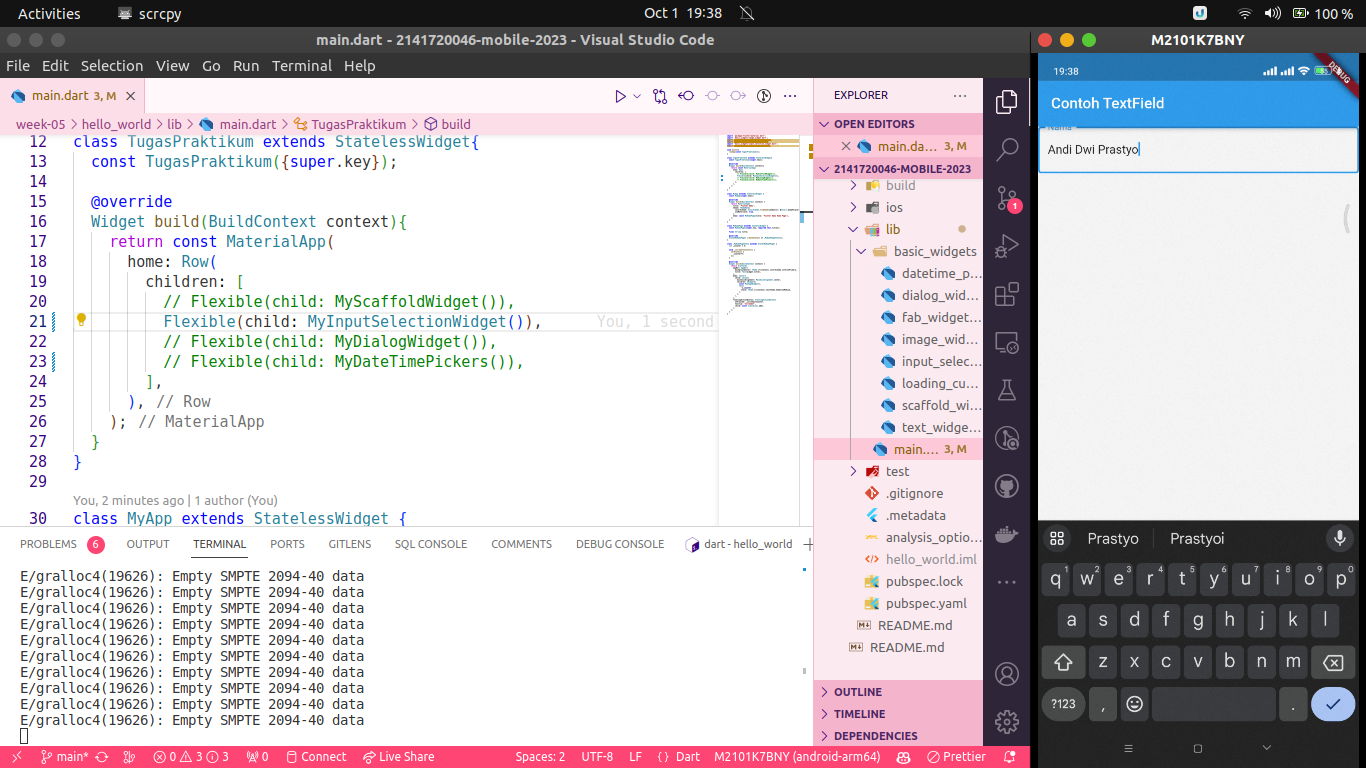 Activities
scrcpy
Oct 1 19:38
100 %
main.dart - 2141720046-mobile-2023 - Visual Studio Code
File Edit Selection View Go Run Terminal Help
main.dart 3, M
week-05 > hello_world > lib > main.dart > TugasPraktikum > build
12 class TugasPraktikum extends StatelessWidget{
13 const TugasPraktikum({super.key});
14
15 @override
16 Widget build(BuildContext context){
17 return const MaterialApp(
18 home: Row(
19 children: [
20 // Flexible(child: MyScaffoldWidget()),
21 Flexible(child: MyInputSelectionWidget()), You, 1 second
22 // Flexible(child: MyDialogWidget()),
23 // Flexible(child: MyDateTimePickers()),
24 ],
25 ), // Row
26 ); // MaterialApp
27 }
28 }
29
You, 2 minutes ago | 1 author (You)
30 class MyApp extends StatelessWidget {
PROBLEMS 6 OUTPUT TERMINAL PORTS GITLENS SQL CONSOLE COMMENTS DEBUG CONSOLE dart - hello_world
E/gralloc4(19626): Empty SMPTE 2094-40 data
E/gralloc4(19626): Empty SMPTE 2094-40 data
E/gralloc4(19626): Empty SMPTE 2094-40 data
E/gralloc4(19626): Empty SMPTE 2094-40 data
E/gralloc4(19626): Empty SMPTE 2094-40 data
E/gralloc4(19626): Empty SMPTE 2094-40 data
E/gralloc4(19626): Empty SMPTE 2094-40 data
E/gralloc4(19626): Empty SMPTE 2094-40 data
E/gralloc4(19626): Empty SMPTE 2094-40 data
E/gralloc4(19626): Empty SMPTE 2094-40 data
EXPLORER
OPEN EDITORS
main.da... 3, M
2141720046-MOBILE-2023
build
ios
lib
basic_widgets
datetime_p...
dialog_wid...
fab_widget...
image_wid...
input_selec...
loading_cu...
scaffold_wi...
text_widge...
main.... 3, M
test
.gitignore
.metadata
analysis_optio...
hello_world.iml
pubspec.lock
pubspec.yaml
README.md
README.md
OUTLINE
TIMELINE
DEPENDENCIES
1
main* 0 3 3 0 Connect Live Share Spaces: 2 UTF-8 LF { } Dart M2101K7BNY (android-arm64) Prettier
M2101K7BNY
19:38
DEBUG
Contoh TextField
Andi Dwi Prastyo
Prastyo Prastyoi
q1 w2 e3 r4 t5 y6 u7 i8 o9 p0
a s d f g h j k l
z x c v b n m
?123 , .